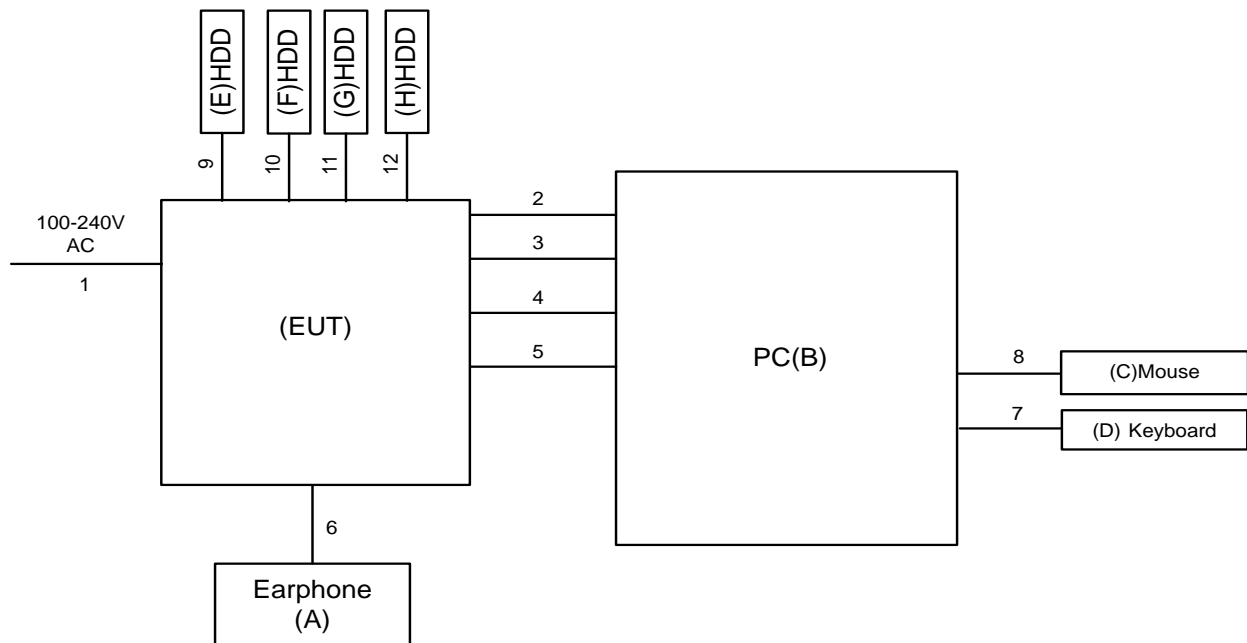 (E)HDD
(F)HDD
(G)HDD
(H)HDD
9
10
11
12
100-240V
AC
1
2
3
4
5
(EUT)
PC(B)
8
(C)Mouse
7
(D) Keyboard
6
Earphone
(A)